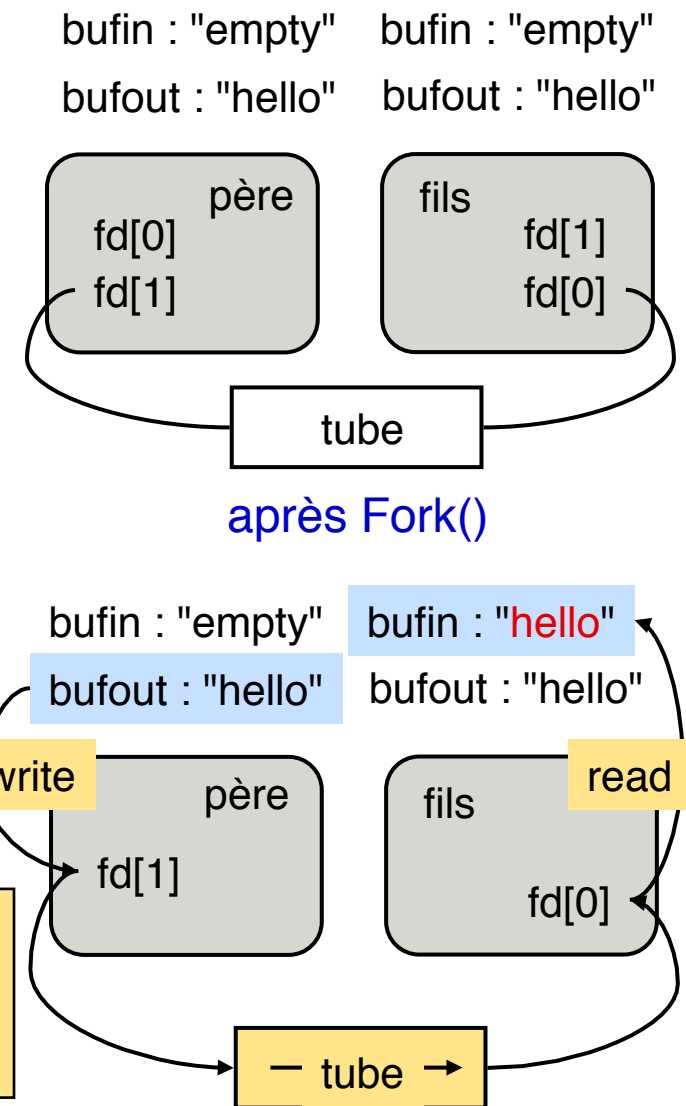 bufin : "empty" bufin : "empty"
bufout : "hello" bufout : "hello"
père fils
fd[0] fd[1]
fd[1] fd[0]
tube
après Fork()
bufin : "empty" bufin : "hello"
bufout : "hello" bufout : "hello"
write père fils read
fd[1] fd[0]
tube